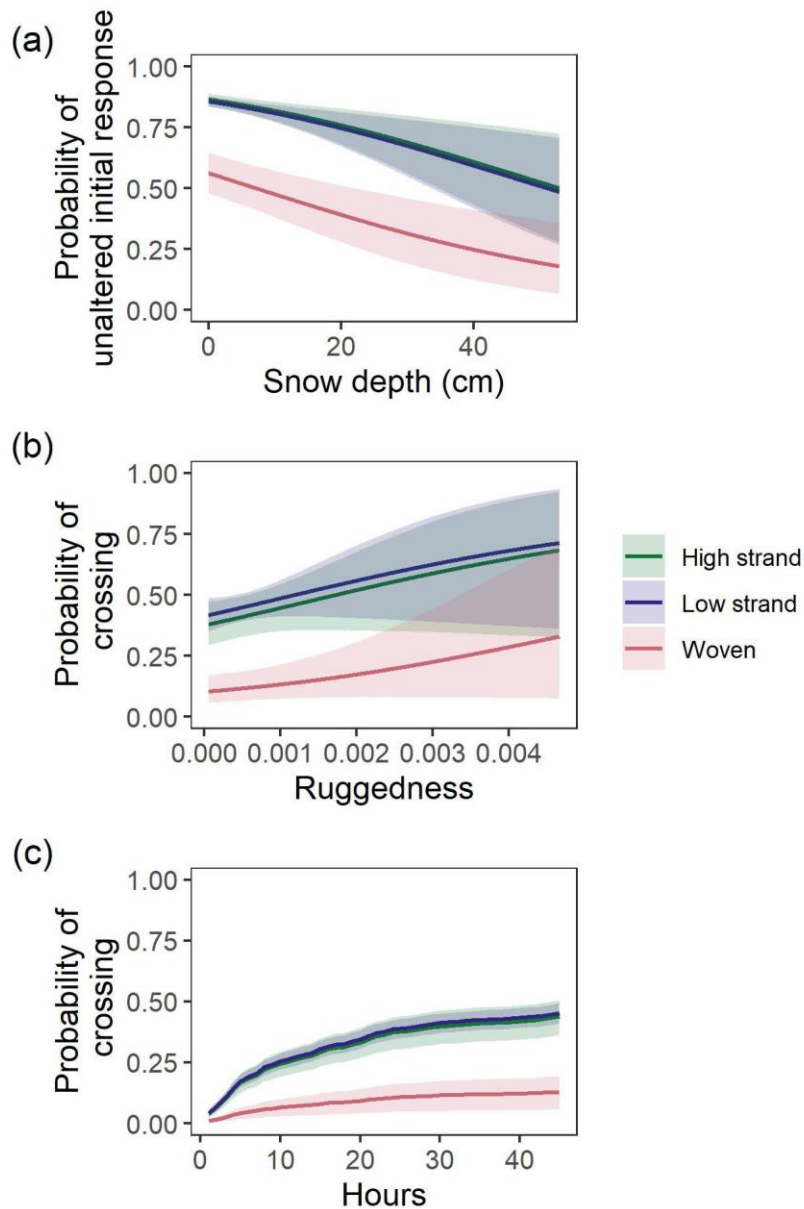 (a)
Probability of
unaltered initial response
1.00
0.75
0.50
0.25
0.00
0 20 40
Snow depth (cm)
(b)
Probability of
crossing
1.00
0.75
0.50
0.25
0.00
0.000 0.001 0.002 0.003 0.004
Ruggedness
High strand
Low strand
Woven
(c)
Probability of
crossing
1.00
0.75
0.50
0.25
0.00
0 10 20 30 40
Hours